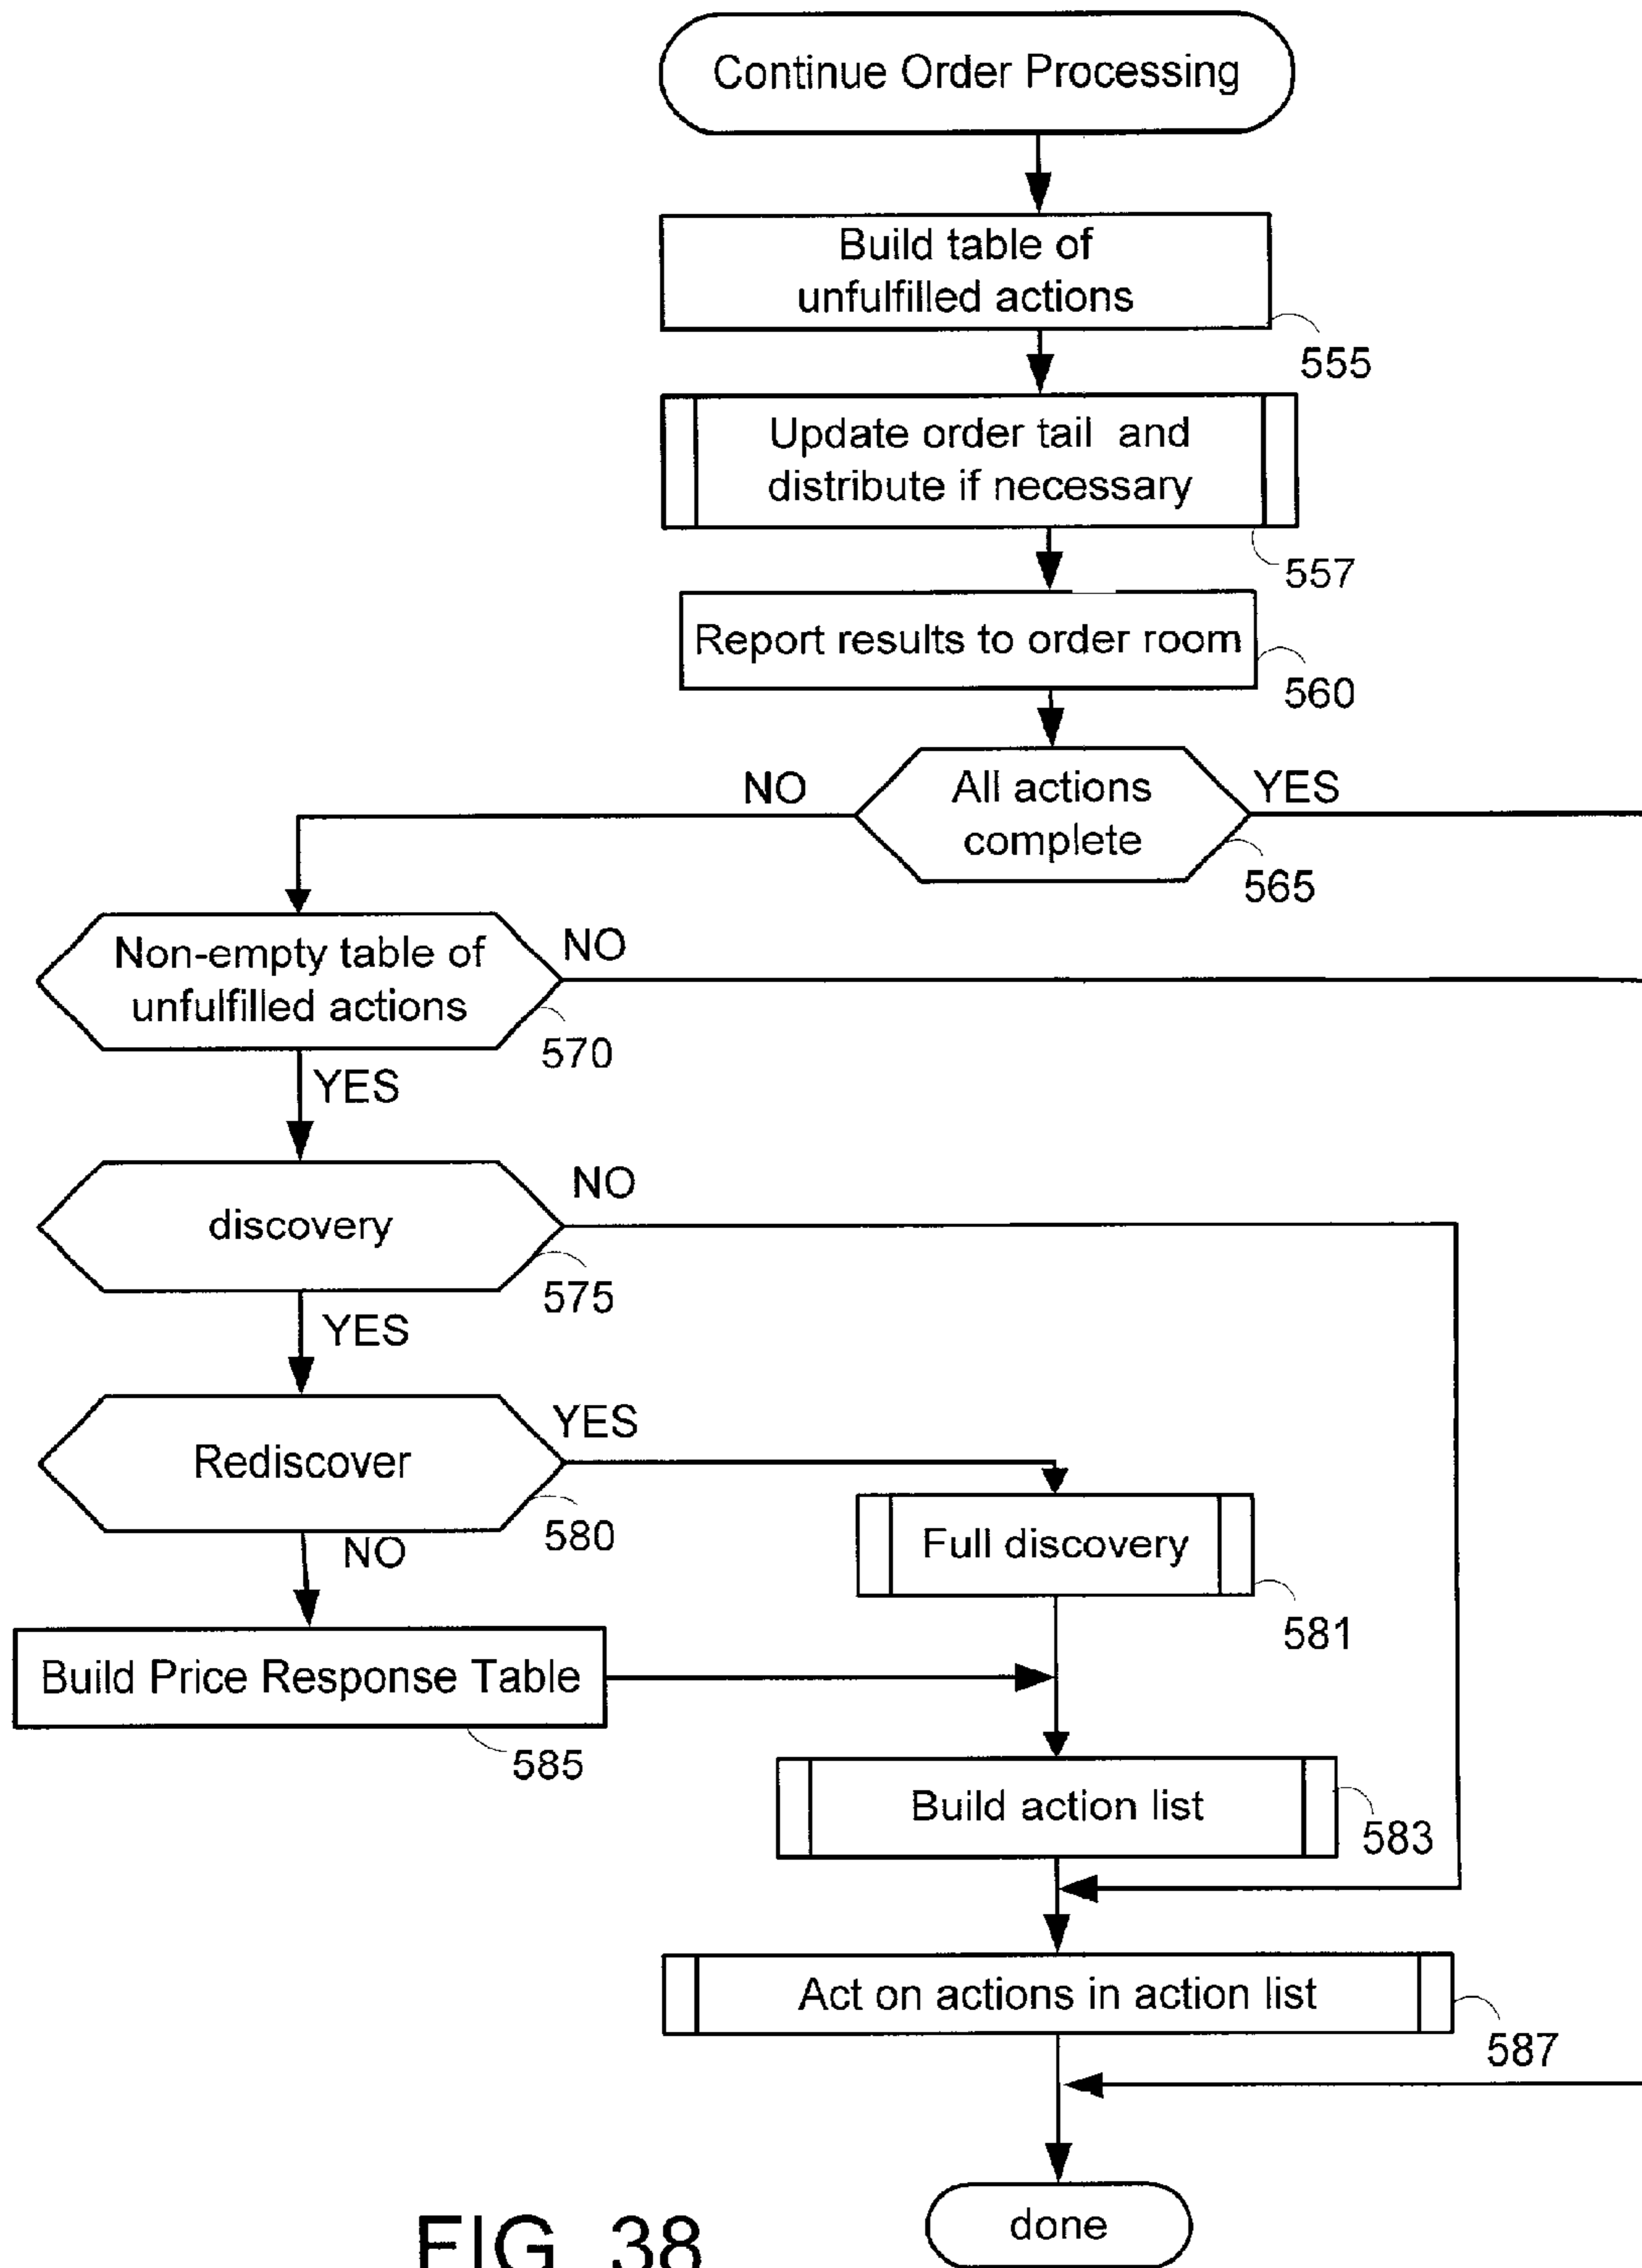 Continue Order Processing
Build table of
unfulfilled actions
555
Update order tail and
distribute if necessary
557
Report results to order room
560
NO
All actions
complete
YES
565
Non-empty table of
unfulfilled actions
NO
570
YES
discovery
NO
575
YES
Rediscover
YES
580
NO
Full discovery
581
Build Price Response Table
585
Build action list
583
Act on actions in action list
587
done
FIG. 38